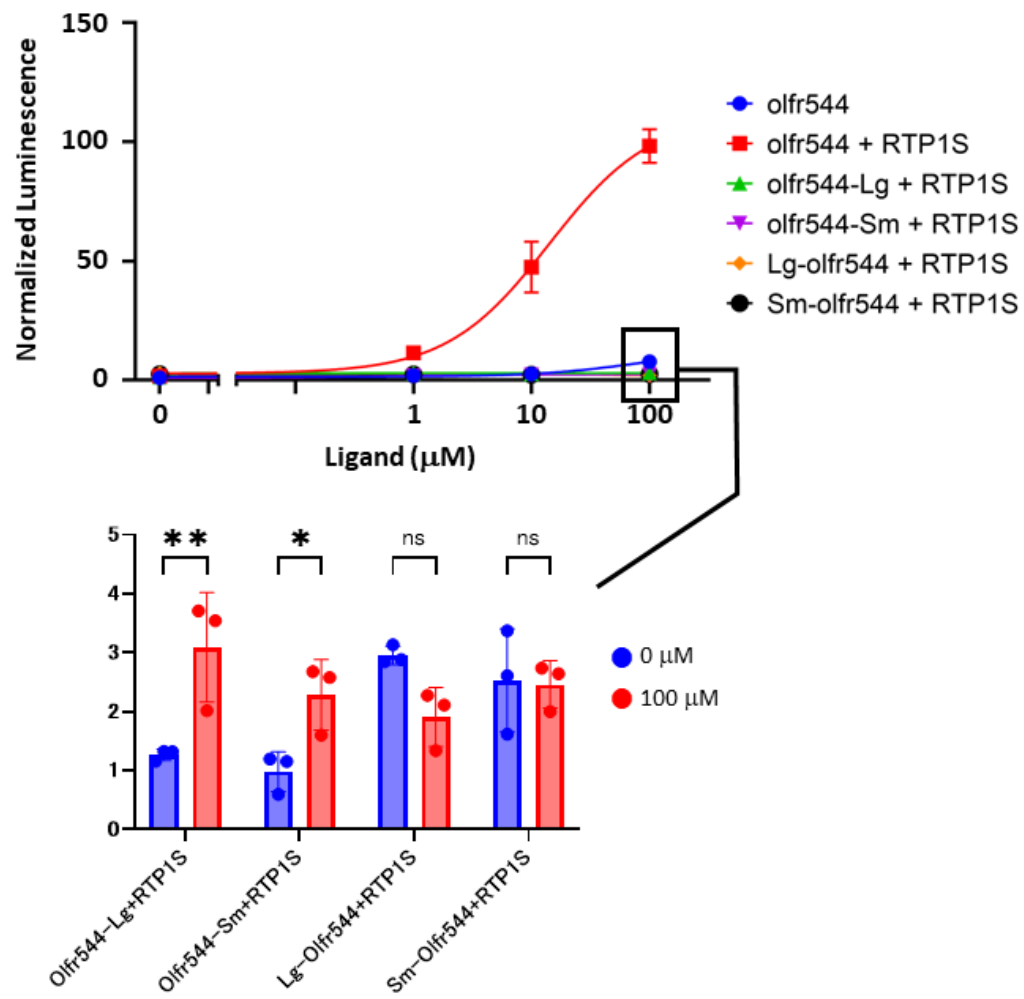 Normalized Luminescence
150
100
50
0
0
1
10
100
Ligand (μM)
olfr544
olfr544 + RTP1S
olfr544-Lg + RTP1S
olfr544-Sm + RTP1S
Lg-olfr544 + RTP1S
Sm-olfr544 + RTP1S
5
4
3
2
1
0
**
*
ns
ns
0 μM
100 μM
Olfr544-Lg+RTP1S
Olfr544-Sm+RTP1S
Lg-Olfr544+RTP1S
Sm-Olfr544+RTP1S